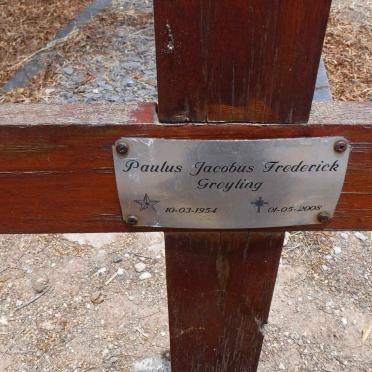 Paulus Jacobus Frederick
Greyling
10-03-1954 01-05-2008